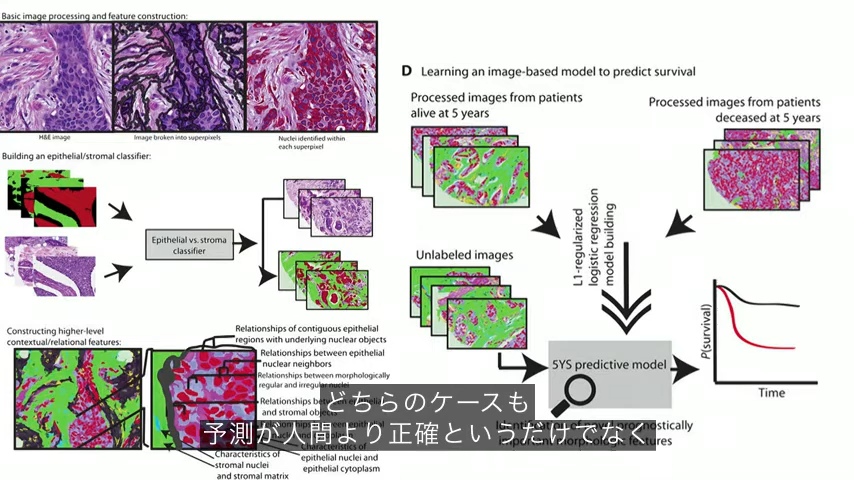 Basic image processing and feature construction:
H&E image
Image broken into superpixels
Nuclei identified within
each superpixel
Building an epithelial/stromal classifier:
Epithelial vs. stroma
classifier
Constructing higher-level
contextual/relational features:
Relationships of contiguous epithelial
regions with underlying nuclear objects
Relationships between epithelial
nuclear neighbors
Relationships between morphologically
regular and irregular nuclei
Relationships between epithelial
and stromal objects
Characteristics of
epithelial nuclei and
epithelial cytoplasm
Characteristics of
stromal nuclei
and stromal matrix
D Learning an image-based model to predict survival
Processed images from patients
alive at 5 years
Processed images from patients
deceased at 5 years
L1-regularized
logistic regression
model building
Unlabeled images
5YS predictive model
P(survival)
Time
どちらのケースも
予測が人間より正確というだけでなく